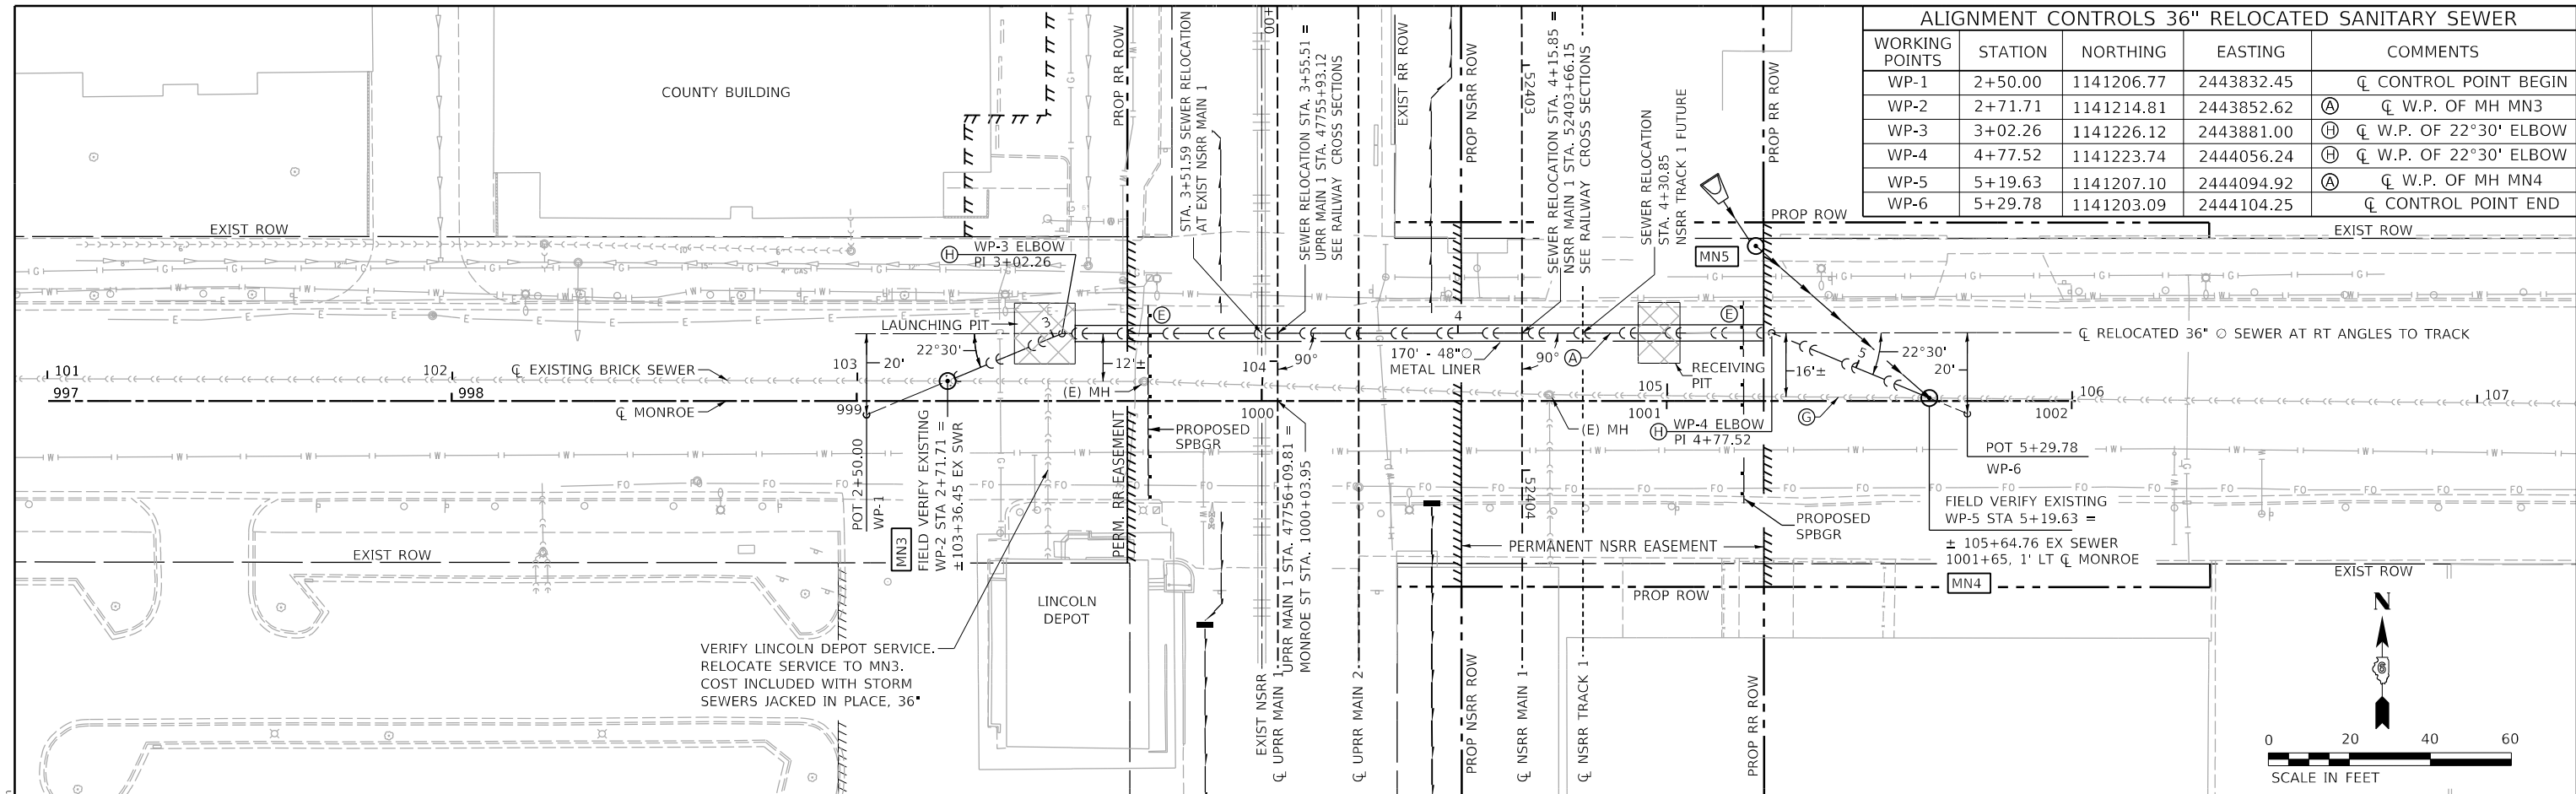 ALIGNMENT CONTROLS 36" RELOCATED SANITARY SEWER
WORKING POINTS STATION NORTHING EASTING COMMENTS
WP-1 2+50.00 1141206.77 2443832.45 ℄ CONTROL POINT BEGIN
WP-2 2+71.71 1141214.81 2443852.62 Ⓐ ℄ W.P. OF MH MN3
WP-3 3+02.26 1141226.12 2443881.00 Ⓗ ℄ W.P. OF 22°30' ELBOW
WP-4 4+77.52 1141223.74 2444056.24 Ⓗ ℄ W.P. OF 22°30' ELBOW
WP-5 5+19.63 1141207.10 2444094.92 Ⓐ ℄ W.P. OF MH MN4
WP-6 5+29.78 1141203.09 2444104.25 ℄ CONTROL POINT END
COUNTY BUILDING
PROP RR ROW
STA. 3+51.59 SEWER RELOCATION
AT EXIST NSRR MAIN 1
+00
SEWER RELOCATION STA. 3+55.51 =
UPRR MAIN 1 STA. 47755+93.12
SEE RAILWAY CROSS SECTIONS
EXIST RR ROW
PROP NSRR ROW
52403
SEWER RELOCATION STA. 4+15.85 =
NSRR MAIN 1 STA. 52403+66.15
SEE RAILWAY CROSS SECTIONS
SEWER RELOCATION
STA. 4+30.85
NSRR TRACK 1 FUTURE
PROP RR ROW
PROP ROW
EXIST ROW
EXIST ROW
MN5
Ⓗ WP-3 ELBOW
PI 3+02.26
LAUNCHING PIT
3
Ⓔ
4
Ⓔ
22°30'
103
20'
12'±
104
90°
170' - 48"∅
METAL LINER
90°
Ⓐ
RECEIVING
PIT
℄ RELOCATED 36" ∅ SEWER AT RT ANGLES TO TRACK
5
22°30'
20'
16'±
101
102
℄ EXISTING BRICK SEWER
997
998
℄ MONROE
999
(E) MH
1000
(E) MH
105
1001
Ⓖ
1002
106
107
Ⓗ WP-4 ELBOW
PI 4+77.52
POT 5+29.78
WP-6
PROPOSED
SPBGR
POT 2+50.00
WP-1
MN3
FIELD VERIFY EXISTING
WP-2 STA 2+71.71 =
±103+36.45 EX SWR
PERM. RR EASEMENT
UPRR MAIN 1 STA. 47756+09.81 =
MONROE ST STA. 1000+03.95
52404
PROPOSED
SPBGR
FIELD VERIFY EXISTING
WP-5 STA 5+19.63 =
± 105+64.76 EX SEWER
1001+65, 1' LT ℄ MONROE
MN4
EXIST ROW
PERMANENT NSRR EASEMENT
PROP ROW
EXIST ROW
LINCOLN
DEPOT
VERIFY LINCOLN DEPOT SERVICE.
RELOCATE SERVICE TO MN3.
COST INCLUDED WITH STORM
SEWERS JACKED IN PLACE, 36"
EXIST NSRR
℄ UPRR MAIN 1
℄ UPRR MAIN 2
PROP NSRR ROW
℄ NSRR MAIN 1
℄ NSRR TRACK 1
PROP RR ROW
N
6
0 20 40 60
SCALE IN FEET